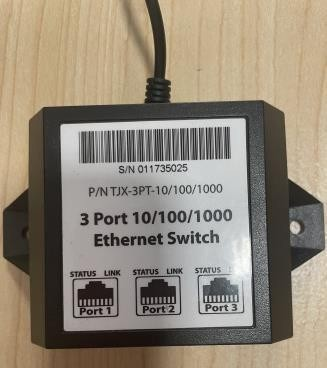 S/N 011735025
P/N TJX-3PT-10/100/1000
3 Port 10/100/1000
Ethernet Switch
STATUS LINK STATUS LINK STATUS
Port 1 Port 2 Port 3